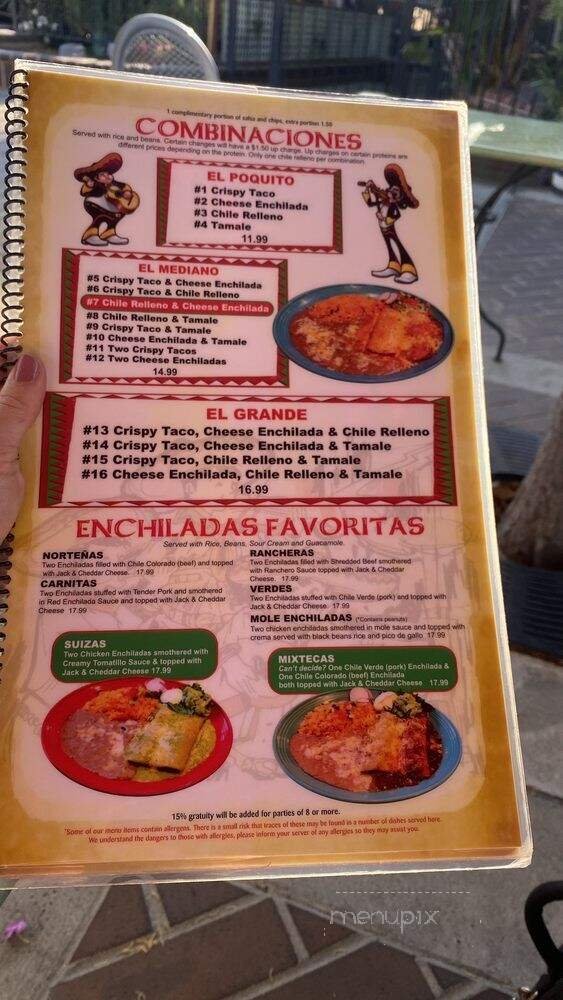 1 complimentary portion of salsa and chips, extra portion 1.50
COMBINACIONES
Served with rice and beans. Certain changes will have a $1.50 up charge. Up charges on certain proteins are
different prices depending on the protein. Only one chile relleno per combination.
EL POQUITO
#1 Crispy Taco
#2 Cheese Enchilada
#3 Chile Relleno
#4 Tamale
11.99
EL MEDIANO
#5 Crispy Taco & Cheese Enchilada
#6 Crispy Taco & Chile Relleno
#7 Chile Relleno & Cheese Enchilada
#8 Chile Relleno & Tamale
#9 Crispy Taco & Tamale
#10 Cheese Enchilada & Tamale
#11 Two Crispy Tacos
#12 Two Cheese Enchiladas
14.99
EL GRANDE
#13 Crispy Taco, Cheese Enchilada & Chile Relleno
#14 Crispy Taco, Cheese Enchilada & Tamale
#15 Crispy Taco, Chile Relleno & Tamale
#16 Cheese Enchilada, Chile Relleno & Tamale
16.99
ENCHILADAS FAVORITAS
Served with Rice, Beans, Sour Cream and Guacamole.
NORTEÑAS
Two Enchiladas filled with Chile Colorado (beef) and topped
with Jack & Cheddar Cheese. 17.99
CARNITAS
Two Enchiladas stuffed with Tender Pork and smothered
in Red Enchilada Sauce and topped with Jack & Cheddar
Cheese 17.99
RANCHERAS
Two Enchiladas filled with Shredded Beef smothered
with Ranchero Sauce topped with Jack & Cheddar
Cheese. 17.99
VERDES
Two Enchiladas stuffed with Chile Verde (pork) and topped with
Jack & Cheddar Cheese. 17.99
MOLE ENCHILADAS (*Contains peanuts)
Two chicken enchiladas smothered in mole sauce and topped with
crema served with black beans rice and pico de gallo 17.99
SUIZAS
Two Chicken Enchiladas smothered with
Creamy Tomatillo Sauce & topped with
Jack & Cheddar Cheese 17.99
MIXTECAS
Can't decide? One Chile Verde (pork) Enchilada &
One Chile Colorado (beef) Enchilada
both topped with Jack & Cheddar Cheese 17.99
15% gratuity will be added for parties of 8 or more.
*Some of our menu items contain allergens. There is a small risk that traces of these may be found in a number of dishes served here.
We understand the dangers to those with allergies, please inform your server of any allergies so they may assist you.
menupix